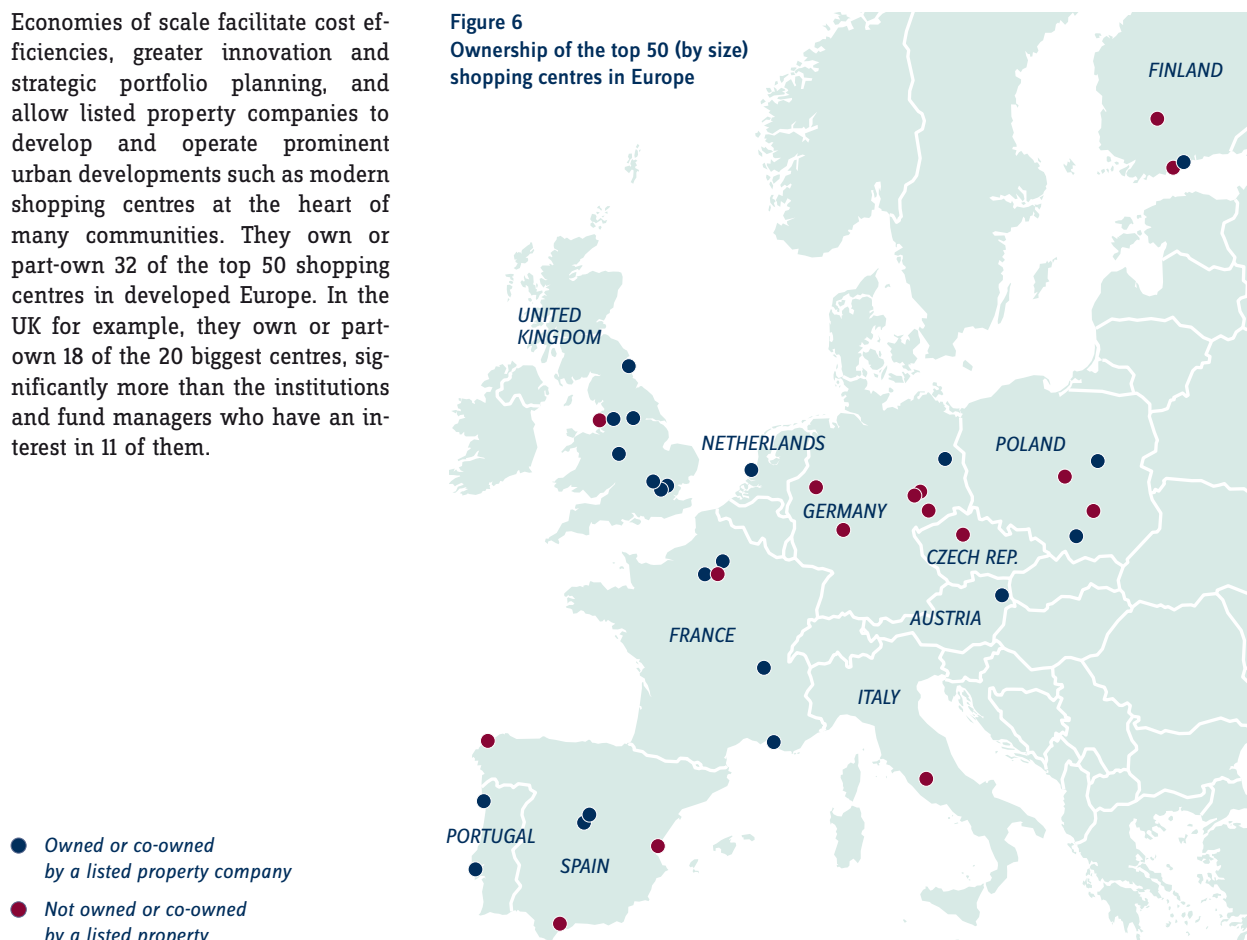 Economies of scale facilitate cost ef-
ficiencies, greater innovation and
strategic portfolio planning, and
allow listed property companies to
develop and operate prominent
urban developments such as modern
shopping centres at the heart of
many communities. They own or
part-own 32 of the top 50 shopping
centres in developed Europe. In the
UK for example, they own or part-
own 18 of the 20 biggest centres, sig-
nificantly more than the institutions
and fund managers who have an in-
terest in 11 of them.
Figure 6
Ownership of the top 50 (by size)
shopping centres in Europe
FINLAND
UNITED
KINGDOM
NETHERLANDS
POLAND
GERMANY
CZECH REP.
AUSTRIA
FRANCE
ITALY
PORTUGAL
SPAIN
Owned or co-owned
by a listed property company
Not owned or co-owned
by a listed property